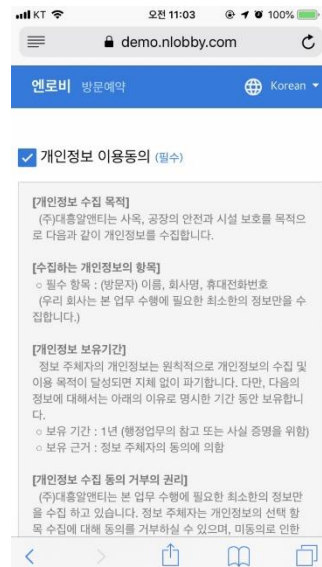 KT 오전 11:03 100%
demo.nlobby.com
엔로비 방문예약 Korean
개인정보 이용동의 (필수)
[개인정보 수집 목적]
(주)대흥알앤티는 사옥, 공장의 안전과 시설 보호를 목적으
로 다음과 같이 개인정보를 수집합니다.
[수집하는 개인정보의 항목]
○ 필수 항목 : (방문자) 이름, 회사명, 휴대전화번호
(우리 회사는 본 업무 수행에 필요한 최소한의 정보만을 수
집합니다.)
[개인정보 보유기간]
정보 주체자의 개인정보는 원칙적으로 개인정보의 수집 및
이용 목적이 달성되면 지체 없이 파기합니다. 다만, 다음의
정보에 대해서는 아래의 이유로 명시한 기간 동안 보유합니
다.
○ 보유 기간 : 1년 (행정업무의 참고 또는 사실 증명을 위함)
○ 보유 근거 : 정보 주체자의 동의에 의함
[개인정보 수집 동의 거부의 권리]
(주)대흥알앤티는 본 업무 수행에 필요한 최소한의 정보만
을 수집 하고 있습니다. 정보 주체자는 개인정보의 선택 항
목 수집에 대해 동의를 거부하실 수 있으며, 미동의로 인한